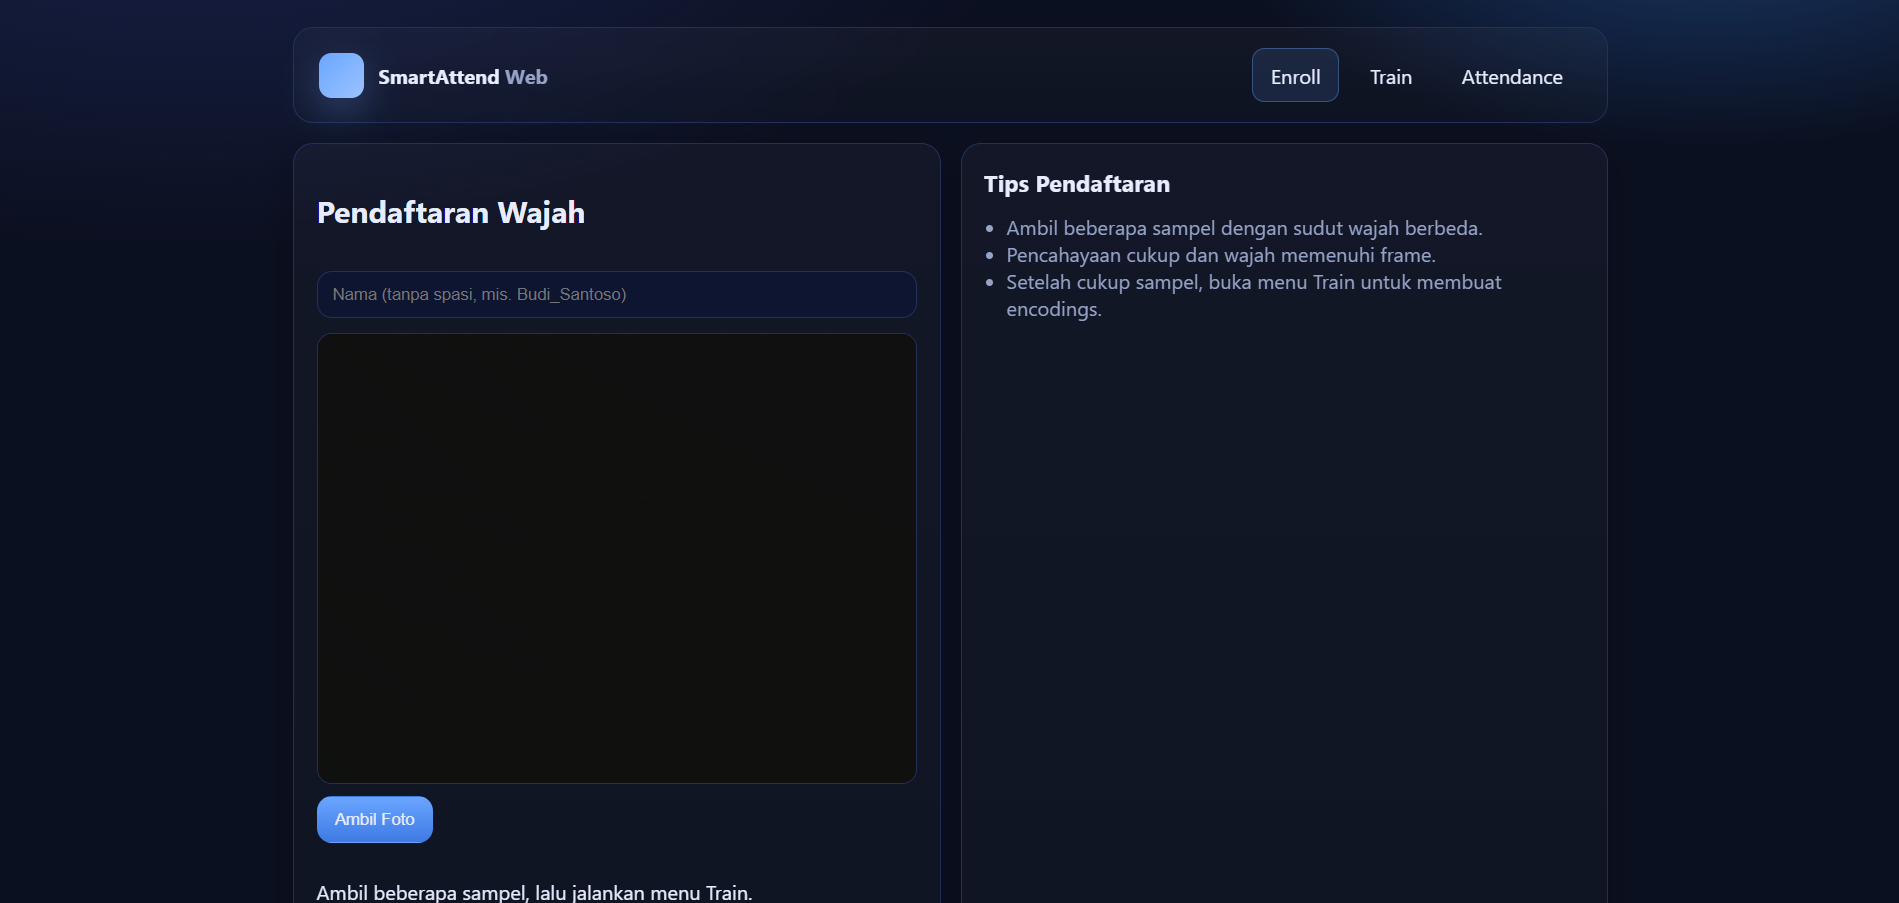 SmartAttend Web
Enroll
Train
Attendance
Pendaftaran Wajah
Nama (tanpa spasi, mis. Budi_Santoso)
Ambil Foto
Ambil beberapa sampel, lalu jalankan menu Train.
Tips Pendaftaran
Ambil beberapa sampel dengan sudut wajah berbeda.
Pencahayaan cukup dan wajah memenuhi frame.
Setelah cukup sampel, buka menu Train untuk membuat
encodings.